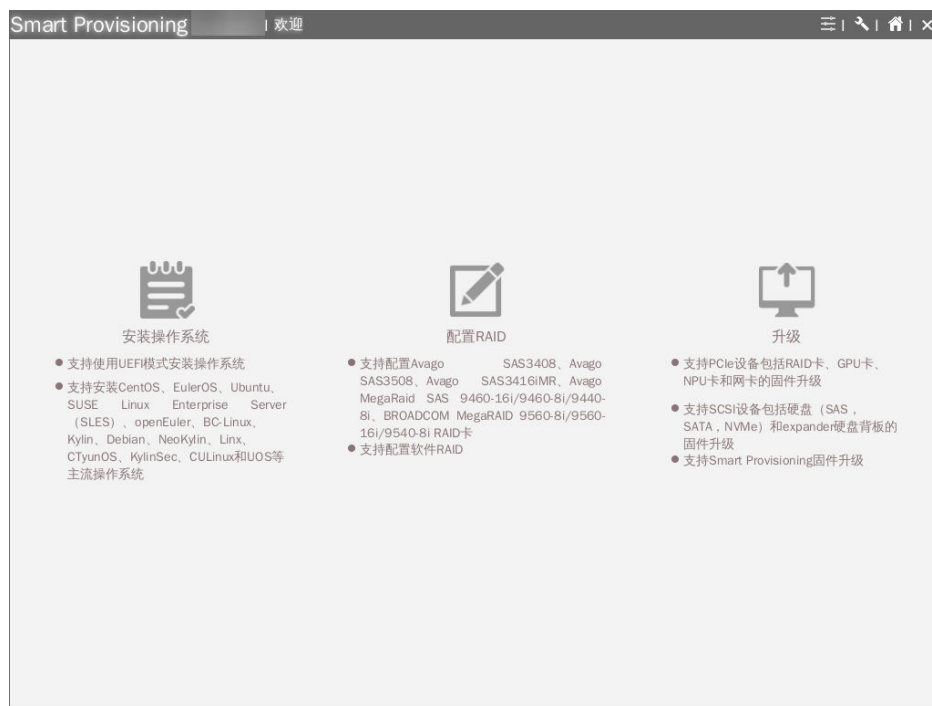 Smart Provisioning | 欢迎
安装操作系统
● 支持使用UEFI模式安装操作系统
● 支持安装CentOS、EulerOS、Ubuntu、
SUSE Linux Enterprise Server
（SLES）、openEuler、BC-Linux、
Kylin、Debian、NeoKylin、Linx、
CTyunOS、KylinSec、CULinux和UOS等
主流操作系统
配置RAID
● 支持配置Avago SAS3408、Avago
SAS3508、Avago SAS3416iMR、Avago
MegaRaid SAS 9460-16i/9460-8i/9440-
8i、BROADCOM MegaRAID 9560-8i/9560-
16i/9540-8i RAID卡
● 支持配置软件RAID
升级
● 支持PCIe设备包括RAID卡、GPU卡、
NPU卡和网卡的固件升级
● 支持SCSI设备包括硬盘（SAS，
SATA，NVMe）和expander硬盘背板的
固件升级
● 支持Smart Provisioning固件升级